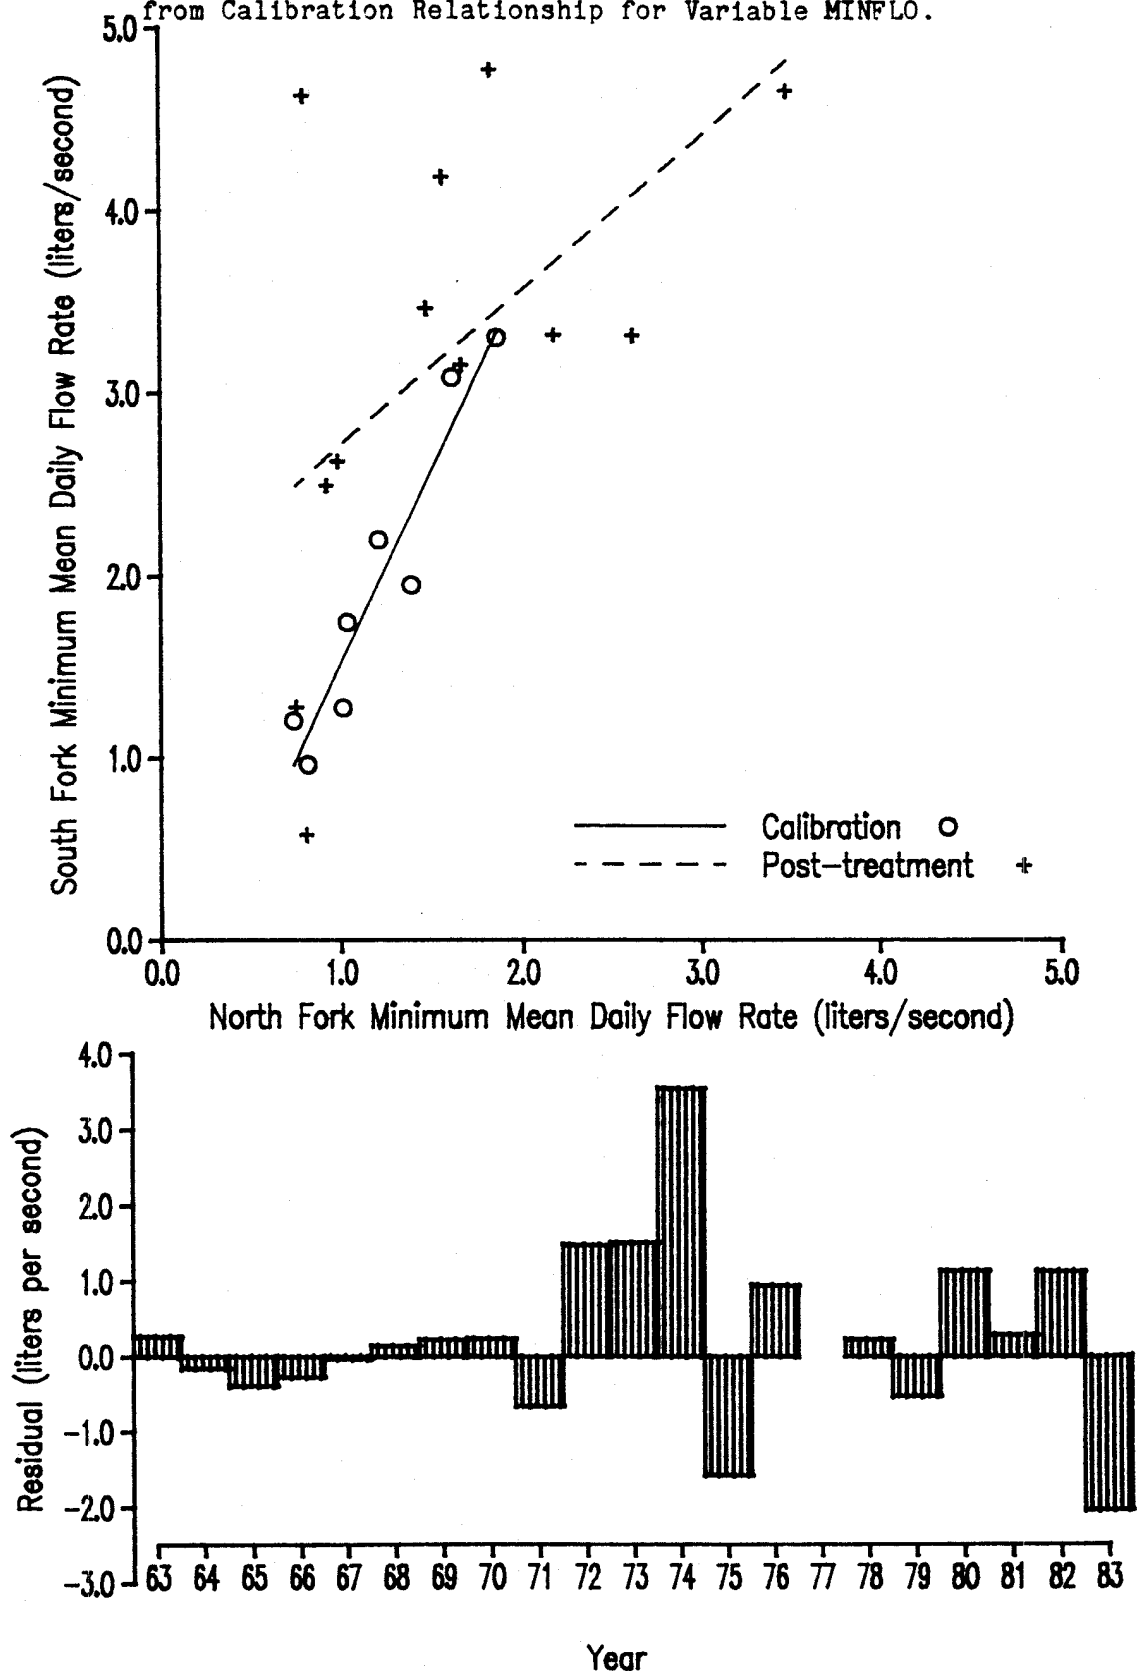 from Calibration Relationship for Variable MINFLO.
5.0
4.0
3.0
2.0
1.0
0.0
South Fork Minimum Mean Daily Flow Rate (liters/second)
Calibration
Post-treatment
0.0 1.0 2.0 3.0 4.0 5.0
North Fork Minimum Mean Daily Flow Rate (liters/second)
4.0
3.0
2.0
1.0
0.0
-1.0
-2.0
-3.0
Residual (liters per second)
63 64 65 66 67 68 69 70 71 72 73 74 75 76 77 78 79 80 81 82 83
Year